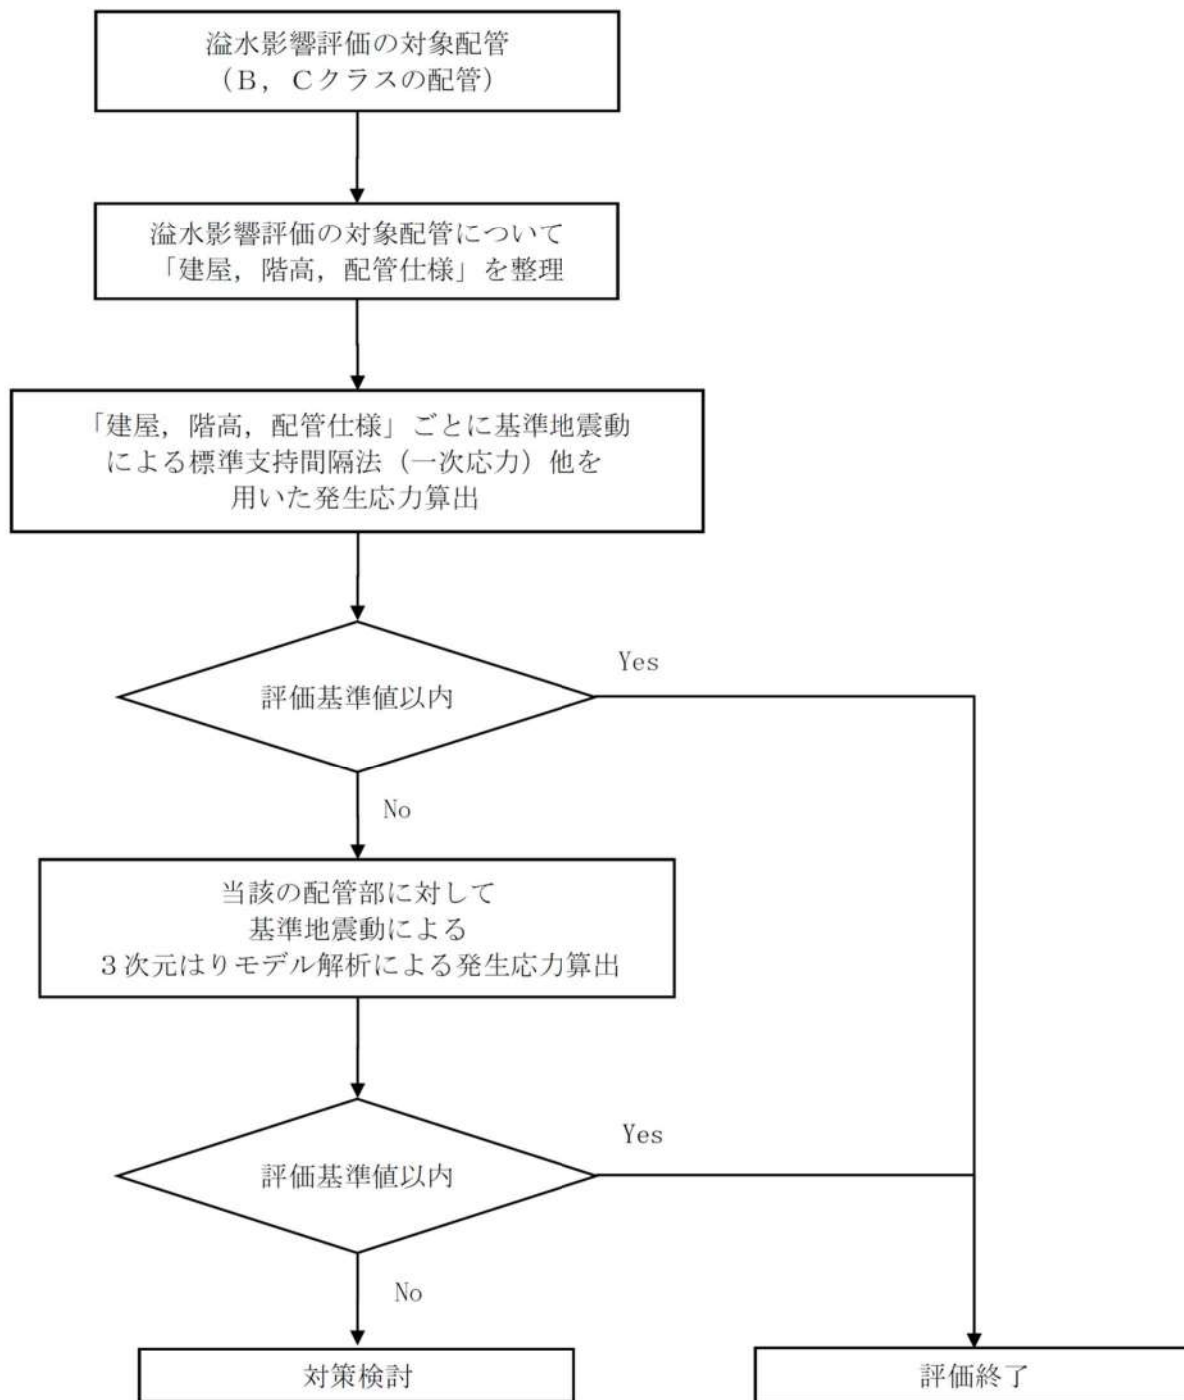 溢水影響評価の対象配管
（Ｂ，Ｃクラスの配管）
溢水影響評価の対象配管について
「建屋，階高，配管仕様」を整理
「建屋，階高，配管仕様」ごとに基準地震動
による標準支持間隔法（一次応力）他を
用いた発生応力算出
評価基準値以内
Yes
No
当該の配管部に対して
基準地震動による
３次元はりモデル解析による発生応力算出
評価基準値以内
Yes
No
対策検討
評価終了